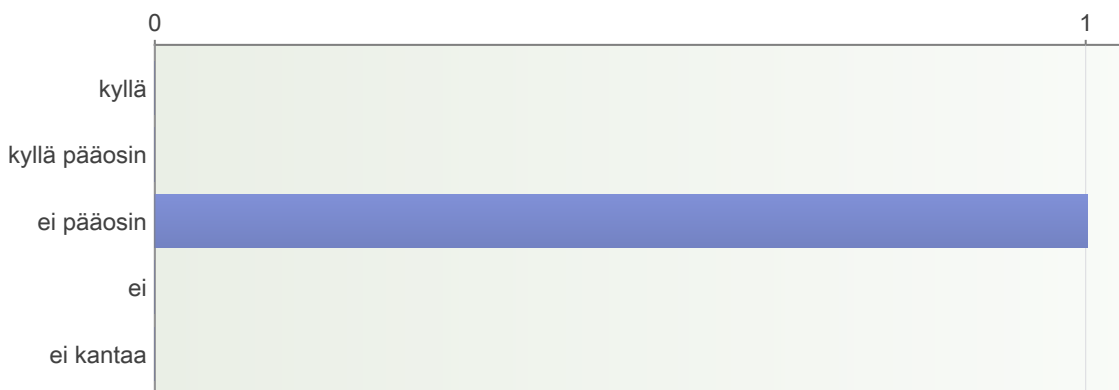 0 1
kyllä
kyllä pääosin
ei pääosin
ei
ei kantaa